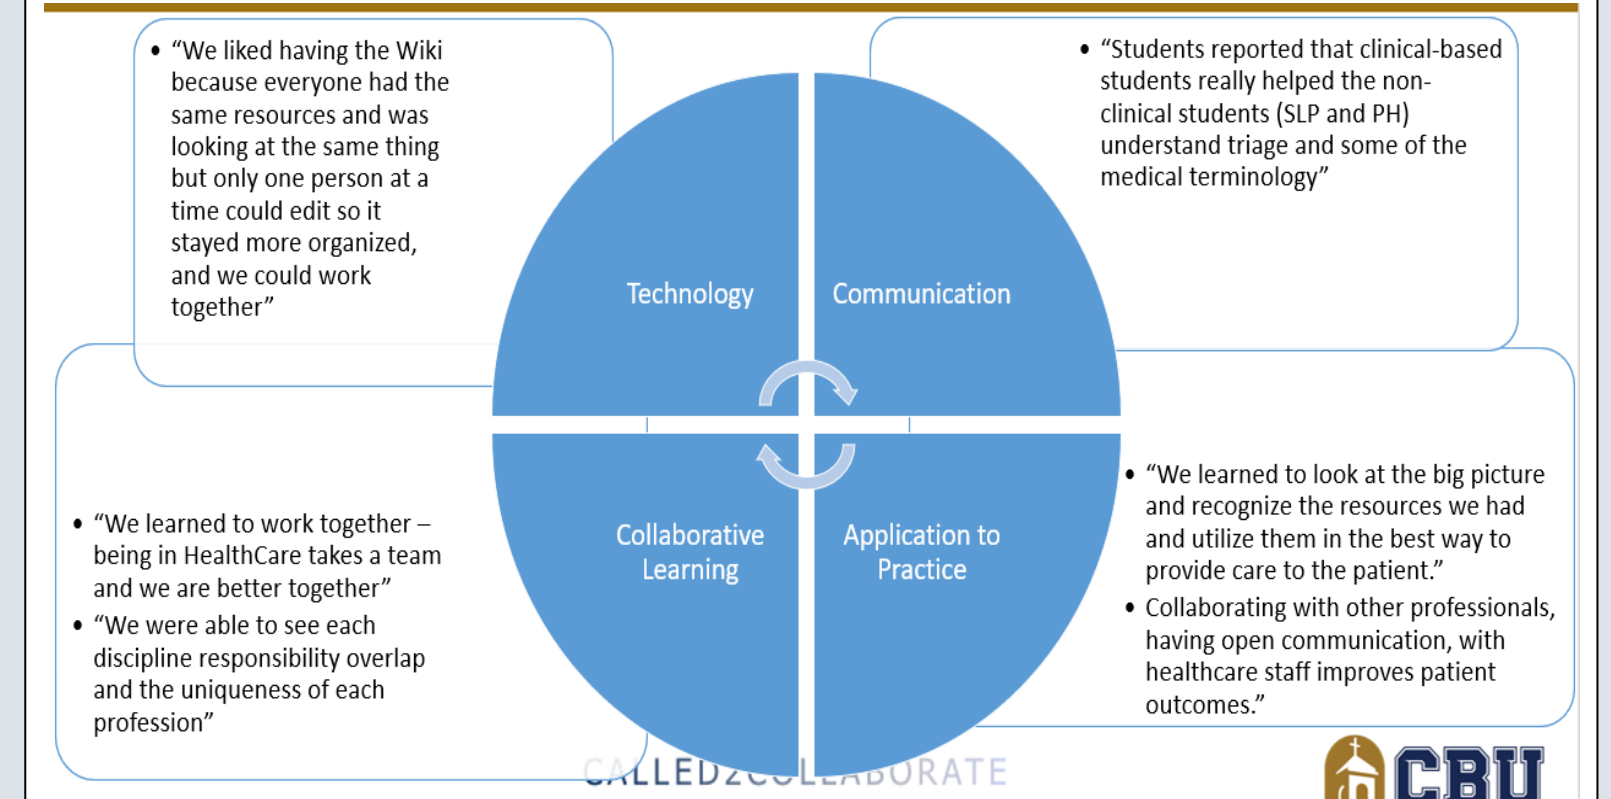 • “We liked having the Wiki
because everyone had the
same resources and was
looking at the same thing
but only one person at a
time could edit so it
stayed more organized,
and we could work
together”
• “Students reported that clinical-based
students really helped the non-
clinical students (SLP and PH)
understand triage and some of the
medical terminology”
Technology
Communication
Collaborative
Learning
Application to
Practice
• “We learned to work together –
being in HealthCare takes a team
and we are better together”
• “We were able to see each
discipline responsibility overlap
and the uniqueness of each
profession”
• “We learned to look at the big picture
and recognize the resources we had
and utilize them in the best way to
provide care to the patient.”
• Collaborating with other professionals,
having open communication, with
healthcare staff improves patient
outcomes.”
CALLED2COLLABORATE
CBU